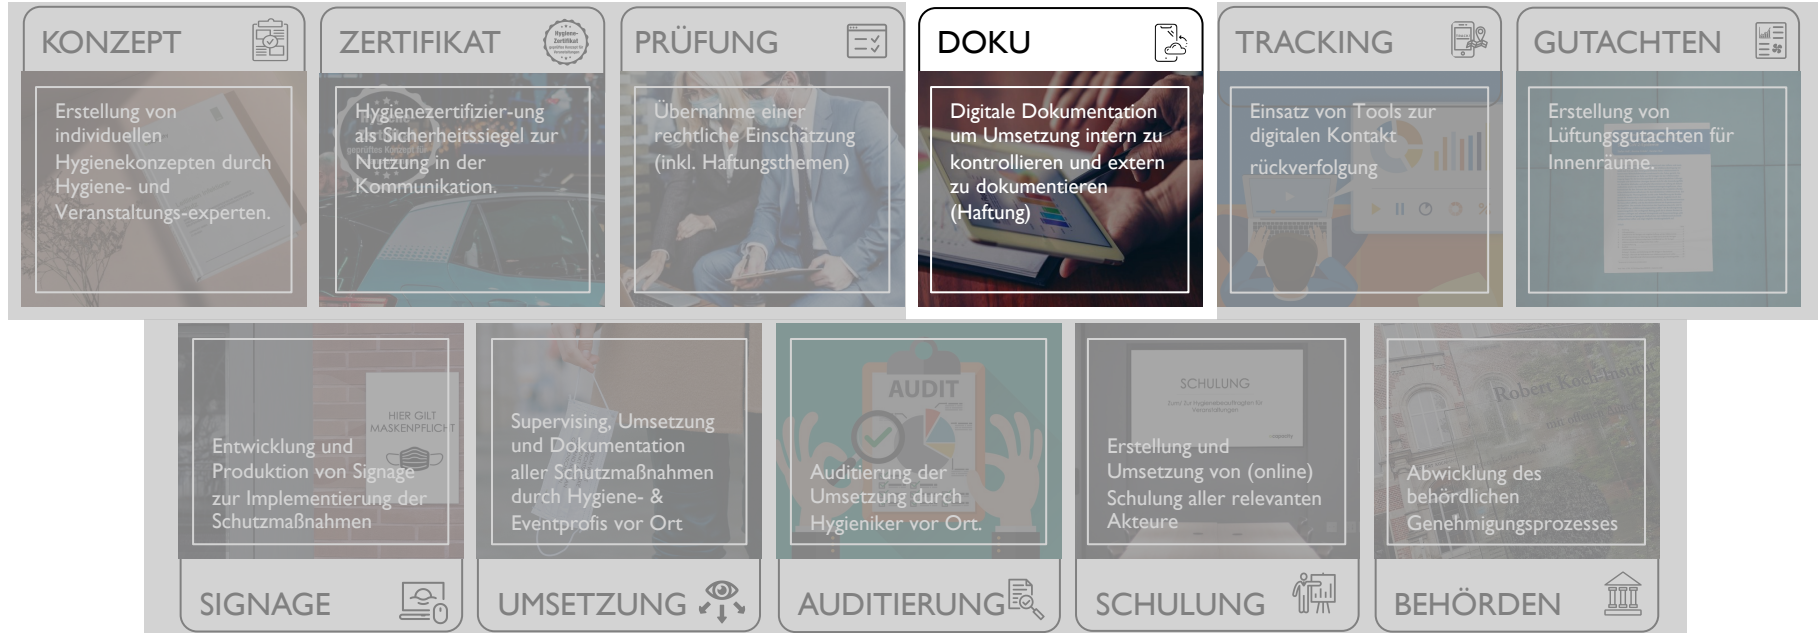 KONZEPT
Erstellung von
individuellen
Hygienekonzepten durch
Hygiene- und
Veranstaltungs-experten.
ZERTIFIKAT
Hygiene-
Zertifikat
Hygienezertifizier-ung
als Sicherheitssiegel zur
Nutzung in der
Kommunikation.
PRÜFUNG
Übernahme einer
rechtliche Einschätzung
(inkl. Haftungsthemen)
DOKU
Digitale Dokumentation
um Umsetzung intern zu
kontrollieren und extern
zu dokumentieren
(Haftung)
TRACKING
Einsatz von Tools zur
digitalen Kontakt
rückverfolgung
GUTACHTEN
Erstellung von
Lüftungsgutachten für
Innenräume.
HIER GILT
MASKENPFLICHT
Entwicklung und
Produktion von Signage
zur Implementierung der
Schutzmaßnahmen
SIGNAGE
Supervising, Umsetzung
und Dokumentation
aller Schutzmaßnahmen
durch Hygiene- &
Eventprofis vor Ort
UMSETZUNG
AUDIT
Auditierung der
Umsetzung durch
Hygieniker vor Ort.
AUDITIERUNG
SCHULUNG
Erstellung und
Umsetzung von (online)
Schulung aller relevanten
Akteure
SCHULUNG
Robert Koch-Institut
Abwicklung des
behördlichen
Genehmigungsprozesses
BEHÖRDEN